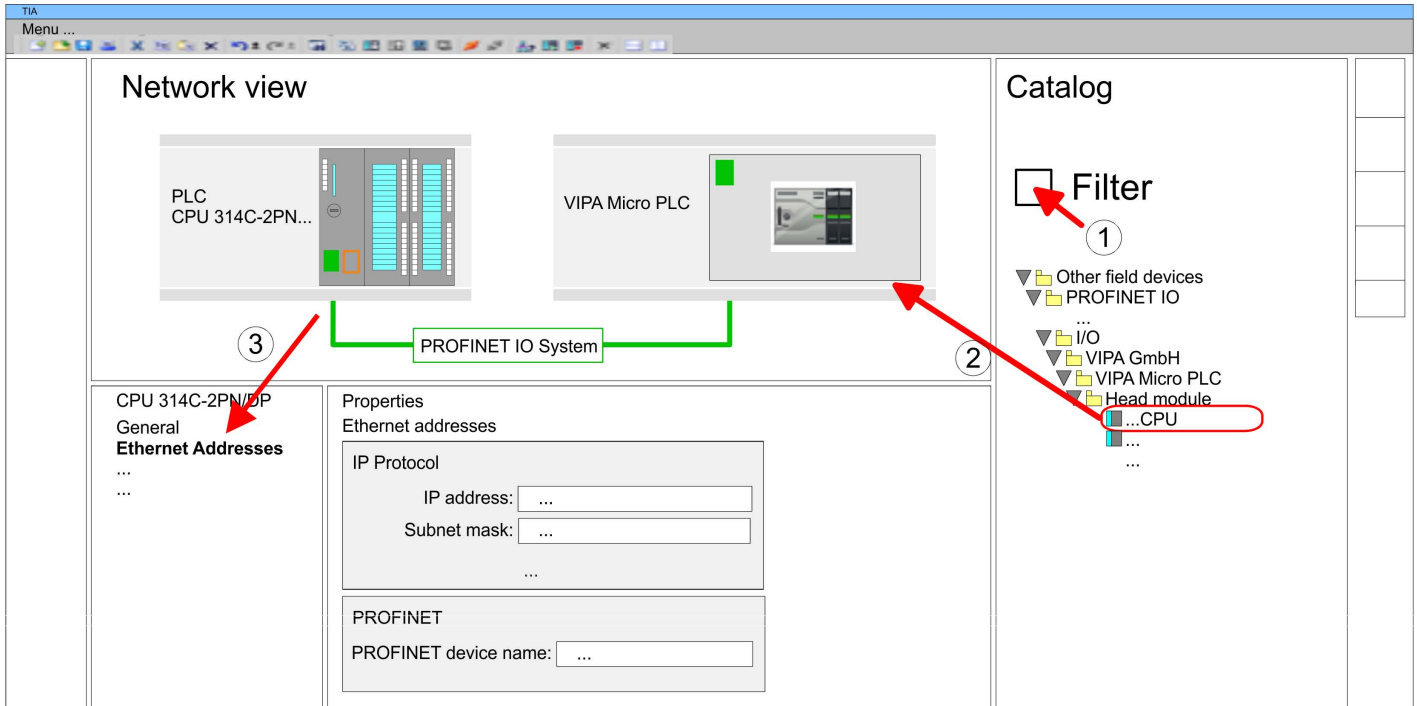 TIA
Menu ...
Network view
PLC
CPU 314C-2PN...
VIPA Micro PLC
PROFINET IO System
3
2
CPU 314C-2PN/DP
General
Ethernet Addresses
...
...
Properties
Ethernet addresses
IP Protocol
IP address: ...
Subnet mask: ...
...
PROFINET
PROFINET device name: ...
Catalog
Filter
1
Other field devices
PROFINET IO
...
I/O
VIPA GmbH
VIPA Micro PLC
Head module
...CPU
...
...